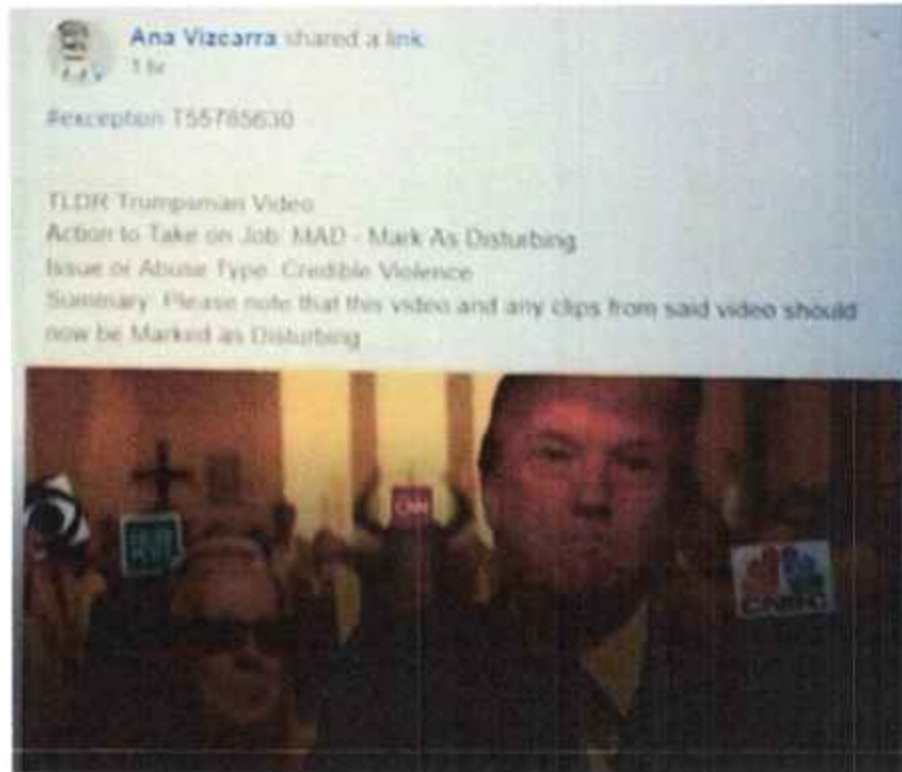 Ana Vizcarra shared a link
1 hr
#exception T55785630
TLDR Trumpsman Video
Action to Take on Job: MAD - Mark As Disturbing
Issue or Abuse Type: Credible Violence
Summary: Please note that this video and any clips from said video should
now be Marked as Disturbing
CNN
CNBC